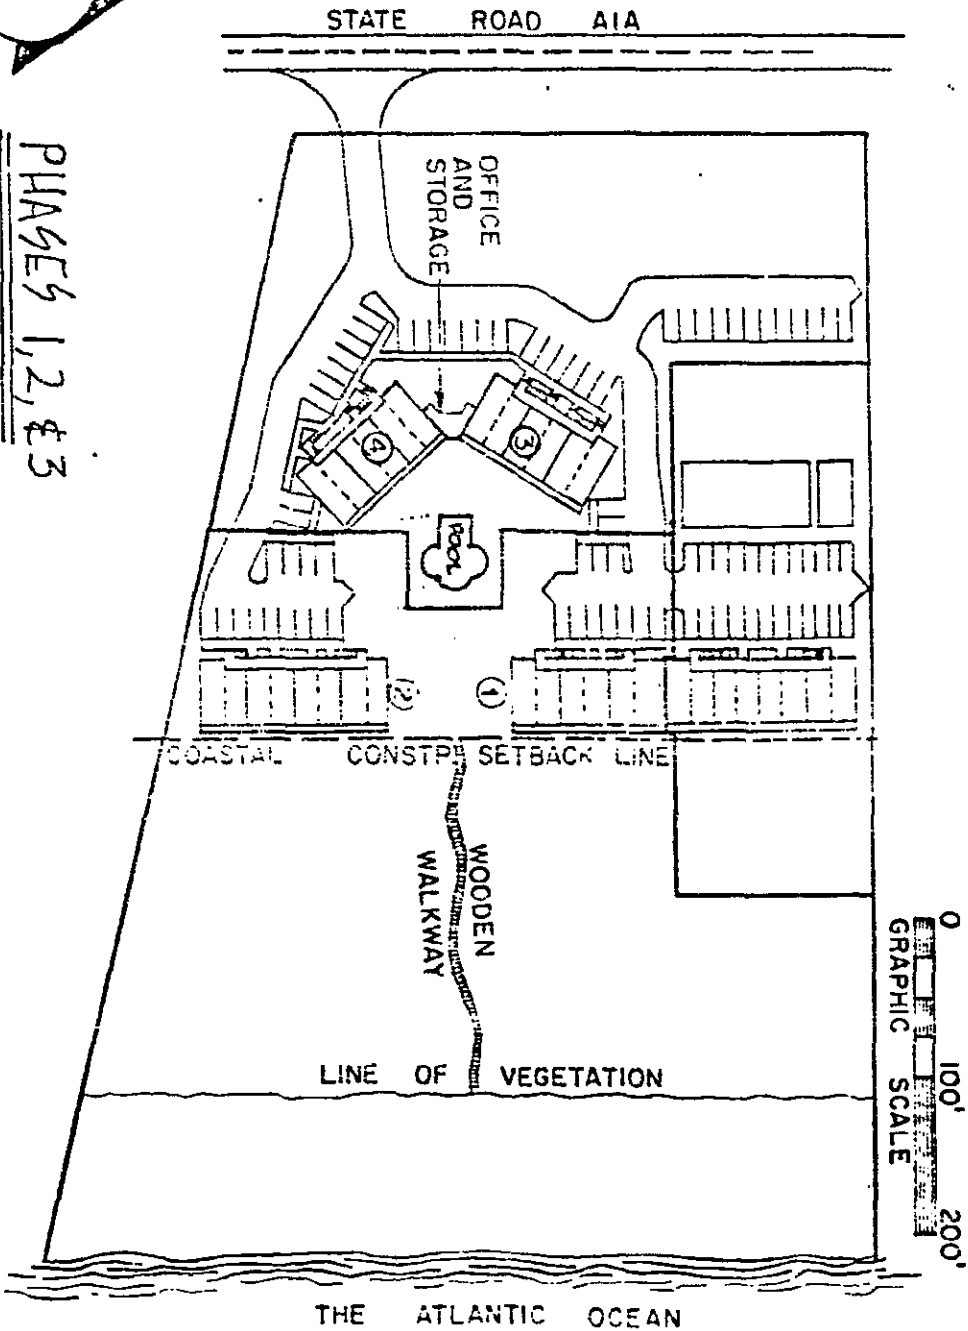 STATE ROAD A1A
OFFICE
AND
STORAGE
PHASES 1, 2, & 3
3
4
POOL
2
1
COASTAL CONSTR. SETBACK LINE
WOODEN
WALKWAY
LINE OF VEGETATION
0 100' 200'
GRAPHIC SCALE
THE ATLANTIC OCEAN